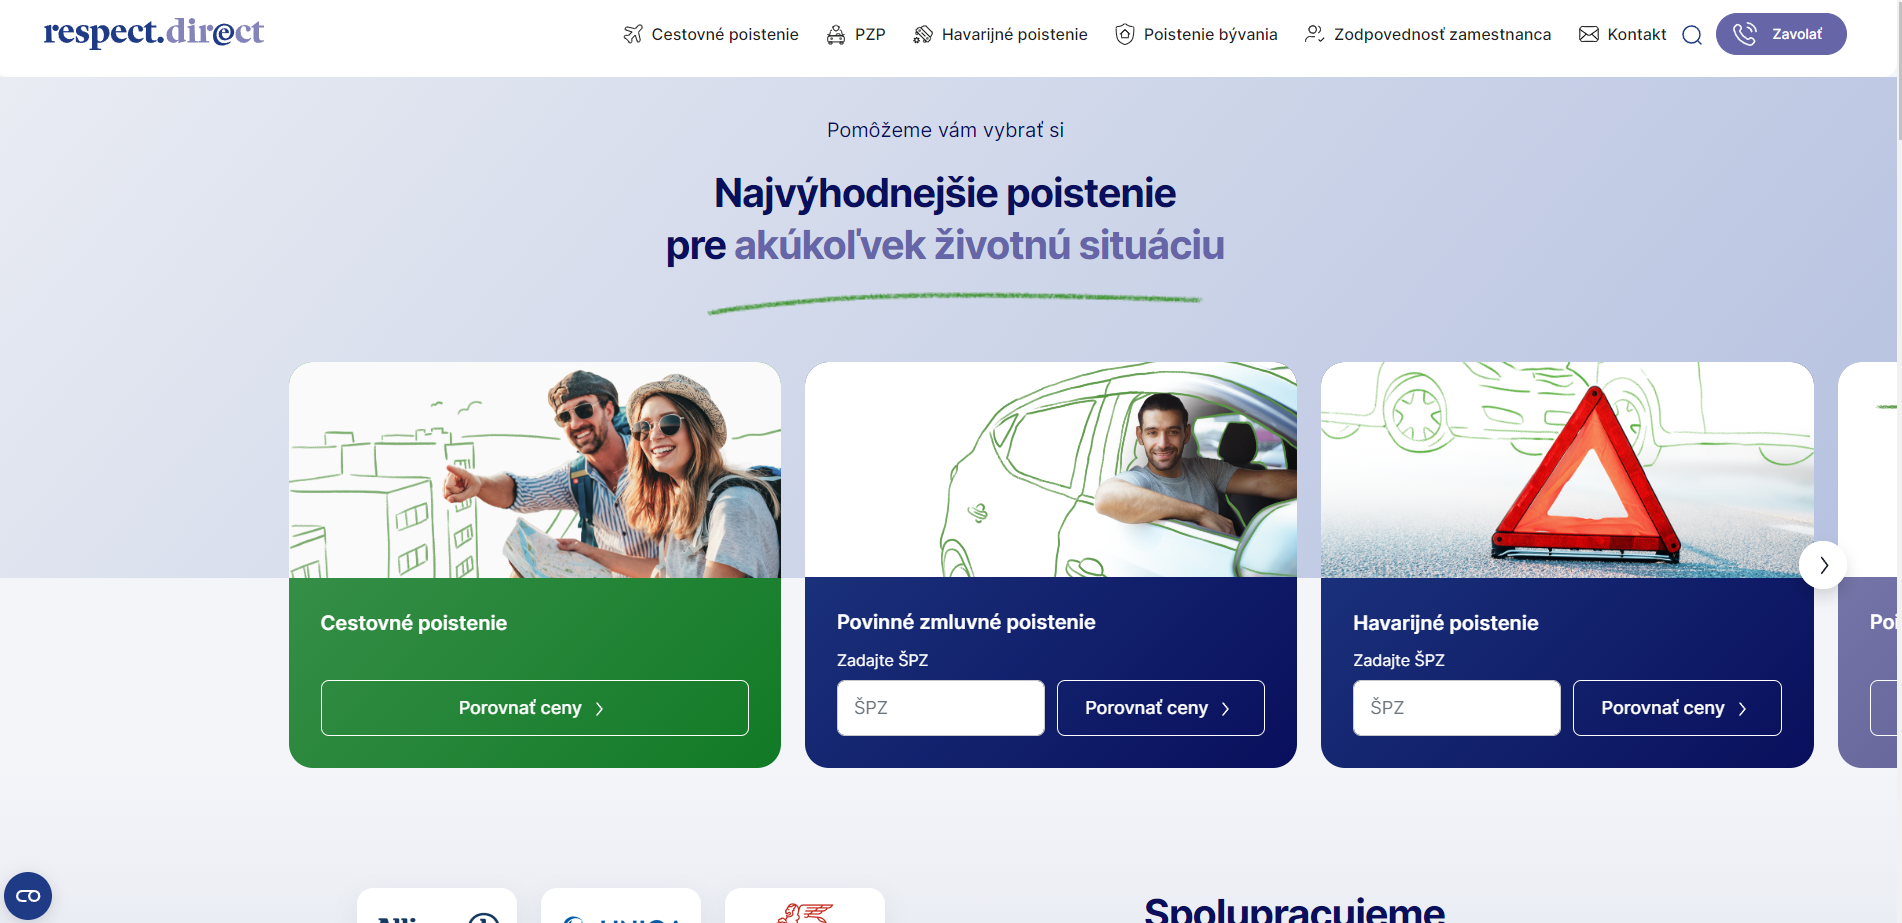 respect.direct
Cestovné poistenie
PZP
Havarijné poistenie
Poistenie bývania
Zodpovednosť zamestnanca
Kontakt
Zavolať
Pomôžeme vám vybrať si
Najvýhodnejšie poistenie
pre akúkoľvek životnú situáciu
Cestovné poistenie
Porovnať ceny
Povinné zmluvné poistenie
Zadajte ŠPZ
ŠPZ
Porovnať ceny
Havarijné poistenie
Zadajte ŠPZ
ŠPZ
Porovnať ceny
Spolupracujeme